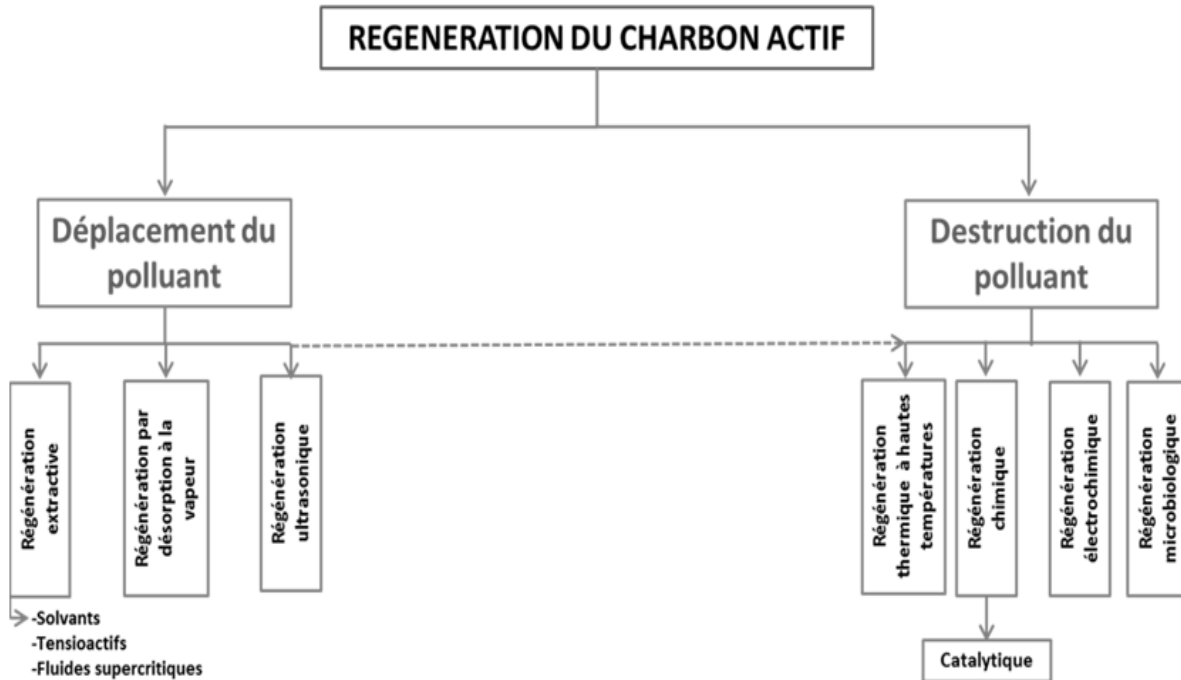 REGENERATION DU CHARBON ACTIF
Déplacement du
polluant
Destruction du
polluant
Régénération
extractive
Régénération par
désorption à la
vapeur
Régénération
ultrasonique
Régénération
thermique à hautes
températures
Régénération
chimique
Régénération
électrochimique
Régénération
microbiologique
-Solvants
-Tensioactifs
-Fluides supercritiques
Catalytique